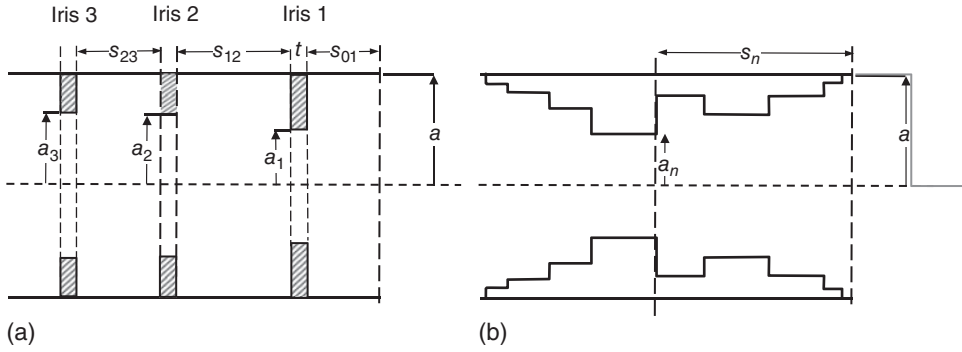 Iris 3 Iris 2 Iris 1
s23 s12 t s01 sn
a3 a2 a1 a an a
(a) (b)